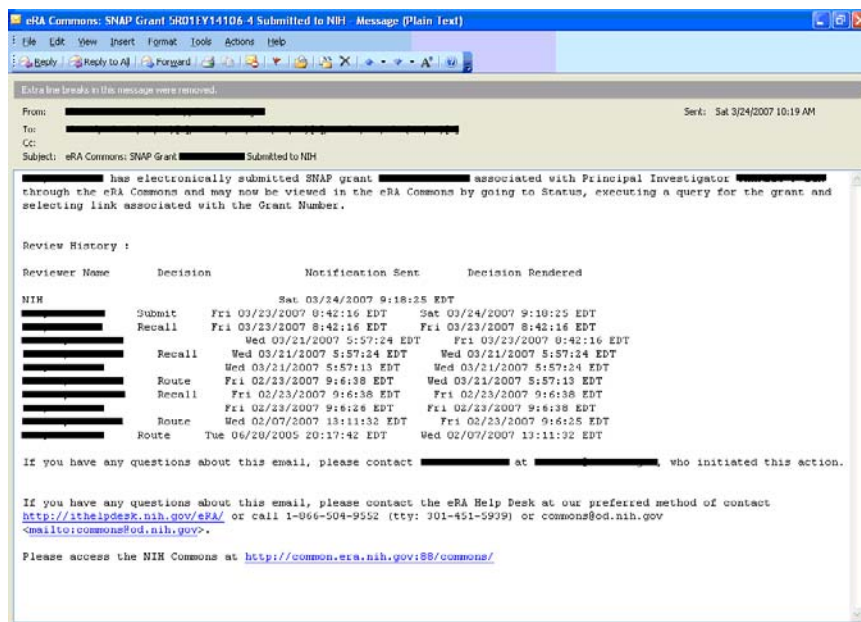 eRA Commons: SNAP Grant 5R01EY14106-4 Submitted to NIH - Message (Plain Text)
File Edit View Insert Format Tools Actions Help
Reply Reply to All Forward
Extra line breaks in this message were removed.
From: Sent: Sat 3/24/2007 10:19 AM
To:
Cc:
Subject: eRA Commons: SNAP Grant Submitted to NIH
has electronically submitted SNAP grant associated with Principal Investigator
through the eRA Commons and may now be viewed in the eRA Commons by going to Status, executing a query for the grant and
selecting link associated with the Grant Number.
Review History :
Reviewer Name Decision Notification Sent Decision Rendered
NIH Sat 03/24/2007 9:18:25 EDT
Submit Fri 03/23/2007 8:42:16 EDT Sat 03/24/2007 9:18:25 EDT
Recall Fri 03/23/2007 8:42:16 EDT Fri 03/23/2007 8:42:16 EDT
Wed 03/21/2007 5:57:24 EDT Fri 03/23/2007 8:42:16 EDT
Recall Wed 03/21/2007 5:57:24 EDT Wed 03/21/2007 5:57:24 EDT
Wed 03/21/2007 5:57:13 EDT Wed 03/21/2007 5:57:24 EDT
Route Fri 02/23/2007 9:6:38 EDT Wed 03/21/2007 5:57:13 EDT
Recall Fri 02/23/2007 9:6:38 EDT Fri 02/23/2007 9:6:38 EDT
Fri 02/23/2007 9:6:26 EDT Fri 02/23/2007 9:6:38 EDT
Route Wed 02/07/2007 13:11:32 EDT Fri 02/23/2007 9:6:25 EDT
Route Tue 06/28/2005 20:17:42 EDT Wed 02/07/2007 13:11:32 EDT
If you have any questions about this email, please contact at , who initiated this action.
If you have any questions about this email, please contact the eRA Help Desk at our preferred method of contact
http://ithelpdesk.nih.gov/eRA/ or call 1-866-504-9552 (tty: 301-451-5939) or commons@od.nih.gov
<mailto:commons@od.nih.gov>.
Please access the NIH Commons at http://common.era.nih.gov:88/commons/